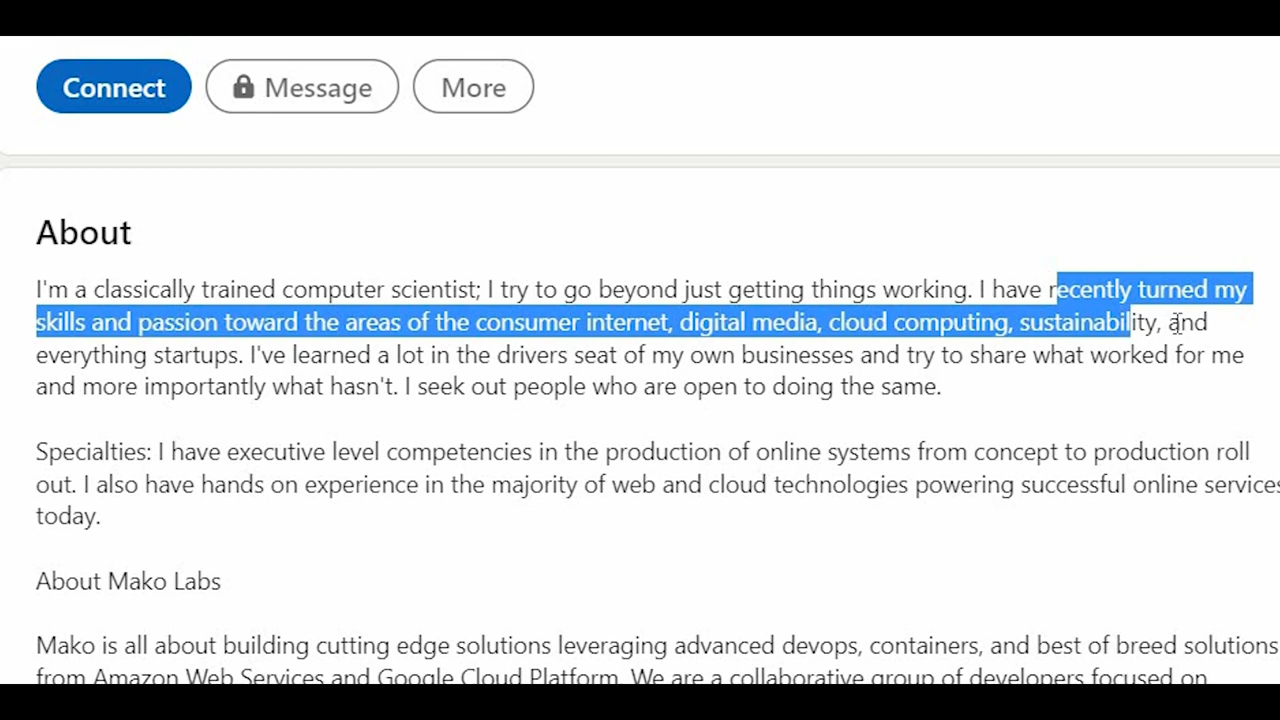 Connect Message More
About
I'm a classically trained computer scientist; I try to go beyond just getting things working. I have recently turned my
skills and passion toward the areas of the consumer internet, digital media, cloud computing, sustainability, and
everything startups. I've learned a lot in the drivers seat of my own businesses and try to share what worked for me
and more importantly what hasn't. I seek out people who are open to doing the same.
Specialties: I have executive level competencies in the production of online systems from concept to production roll
out. I also have hands on experience in the majority of web and cloud technologies powering successful online services
today.
About Mako Labs
Mako is all about building cutting edge solutions leveraging advanced devops, containers, and best of breed solutions
from Amazon Web Services and Google Cloud Platform. We are a collaborative group of developers focused on